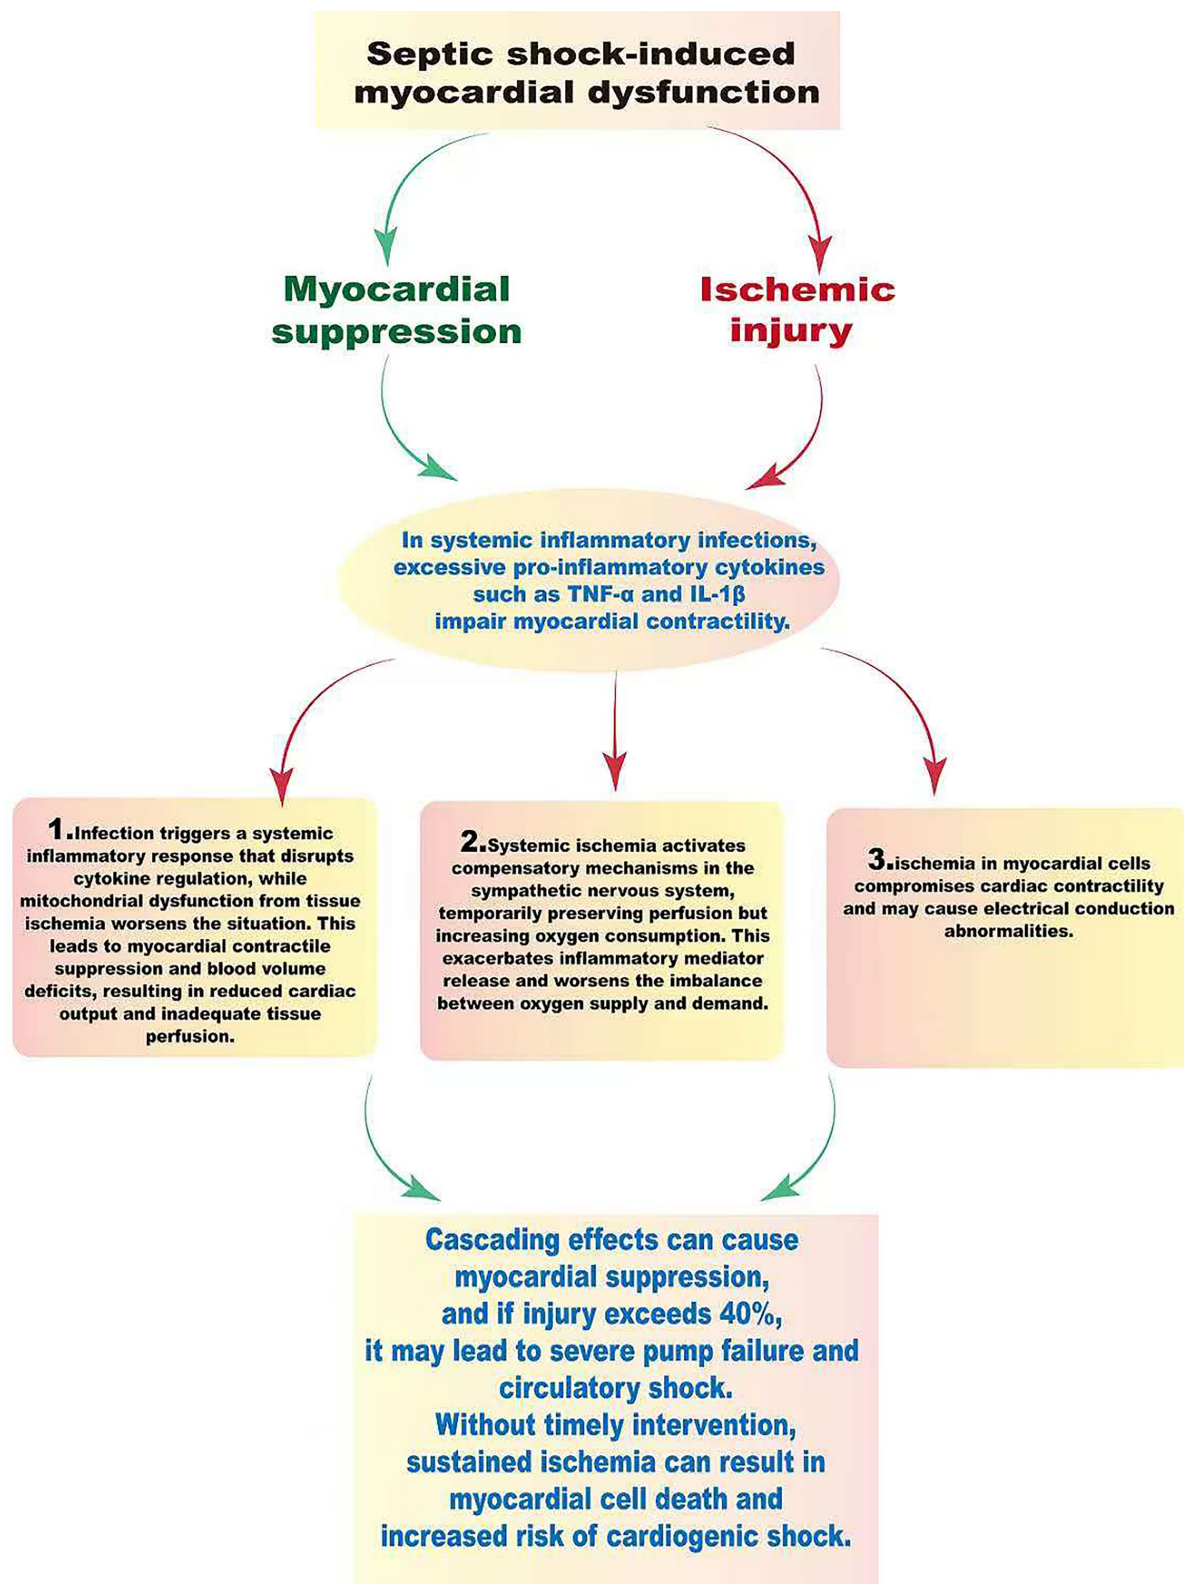 Septic shock-induced
myocardial dysfunction
Myocardial
suppression
Ischemic
injury
In systemic inflammatory infections,
excessive pro-inflammatory cytokines
such as TNF-α and IL-1β
impair myocardial contractility.
1.Infection triggers a systemic
inflammatory response that disrupts
cytokine regulation, while
mitochondrial dysfunction from tissue
ischemia worsens the situation. This
leads to myocardial contractile
suppression and blood volume
deficits, resulting in reduced cardiac
output and inadequate tissue
perfusion.
2.Systemic ischemia activates
compensatory mechanisms in the
sympathetic nervous system,
temporarily preserving perfusion but
increasing oxygen consumption. This
exacerbates inflammatory mediator
release and worsens the imbalance
between oxygen supply and demand.
3.ischemia in myocardial cells
compromises cardiac contractility
and may cause electrical conduction
abnormalities.
Cascading effects can cause
myocardial suppression,
and if injury exceeds 40%,
it may lead to severe pump failure and
circulatory shock.
Without timely intervention,
sustained ischemia can result in
myocardial cell death and
increased risk of cardiogenic shock.